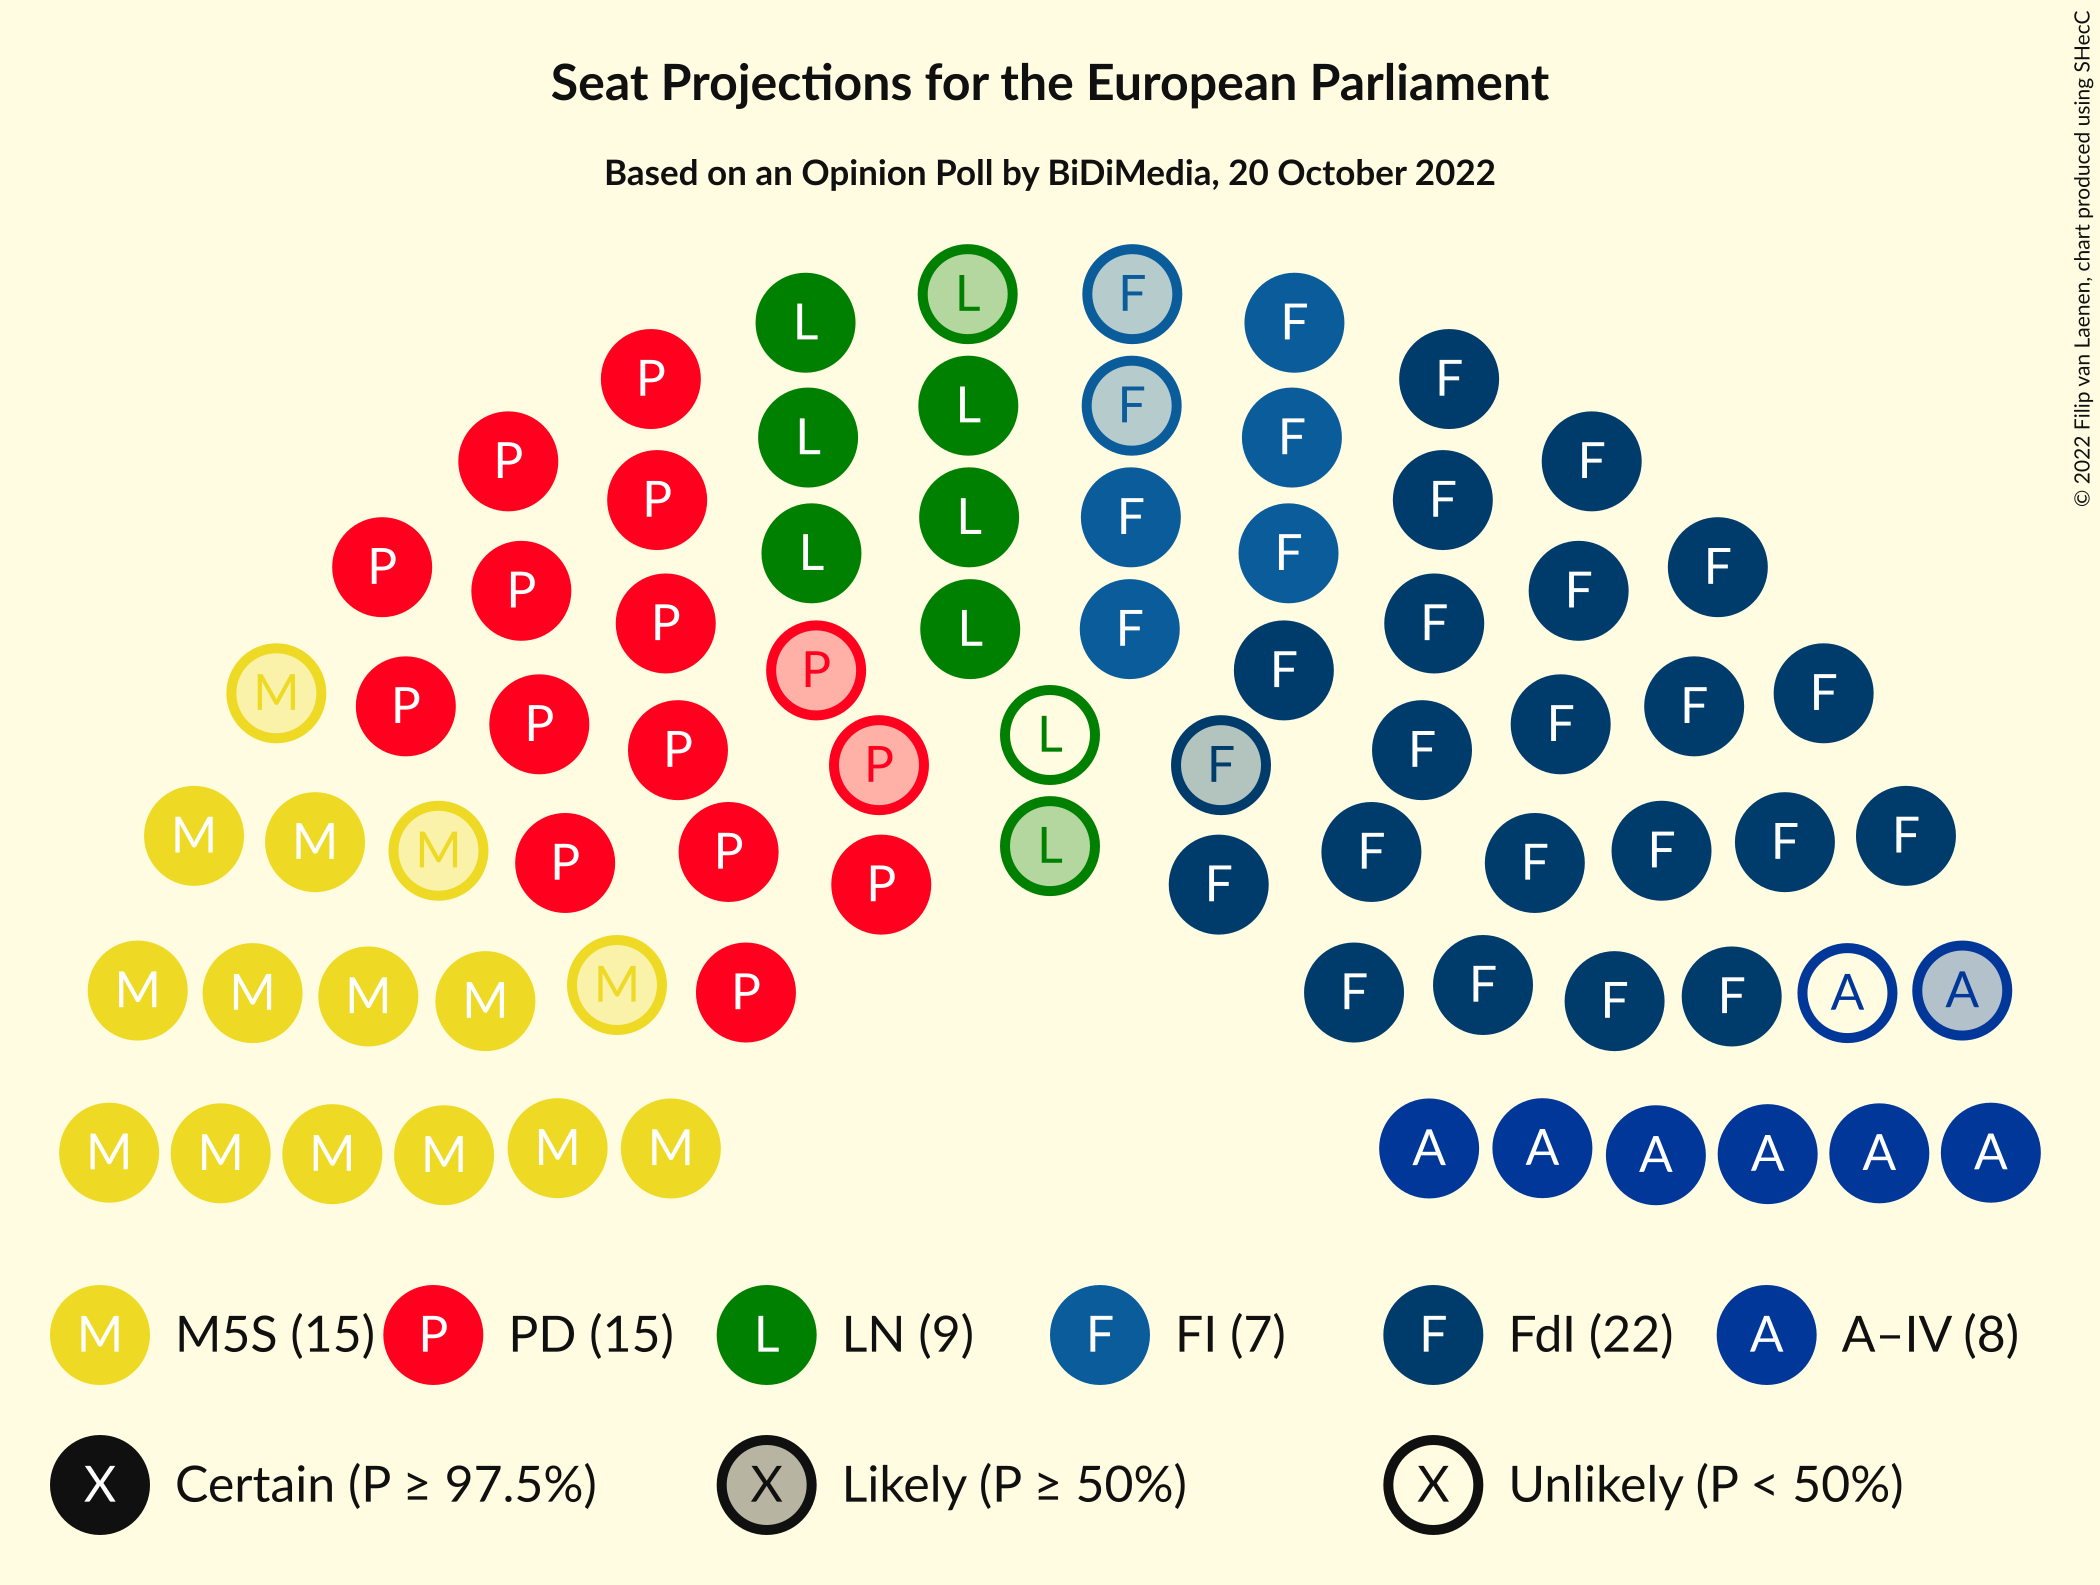 Seat Projections for the European Parliament
Based on an Opinion Poll by BiDiMedia, 20 October 2022
© 2022 Filip van Laenen, chart produced using SHecC
L F
L F
P F
L F
P F
L F
P F
L F
P F
P F
L F
L F
P F
L F
P F
M F
P F
P F
L
P F
P F
M F
M F
L
P F
M F
P F
P F
M A
M A
M F
M F
M F
P F
M A
M A
M A
M A
M A
M A
M M5S (15) P PD (15) L LN (9) F FI (7) F FdI (22) A A–IV (8)
X Certain (P ≥ 97.5%) X Likely (P ≥ 50%) X Unlikely (P < 50%)